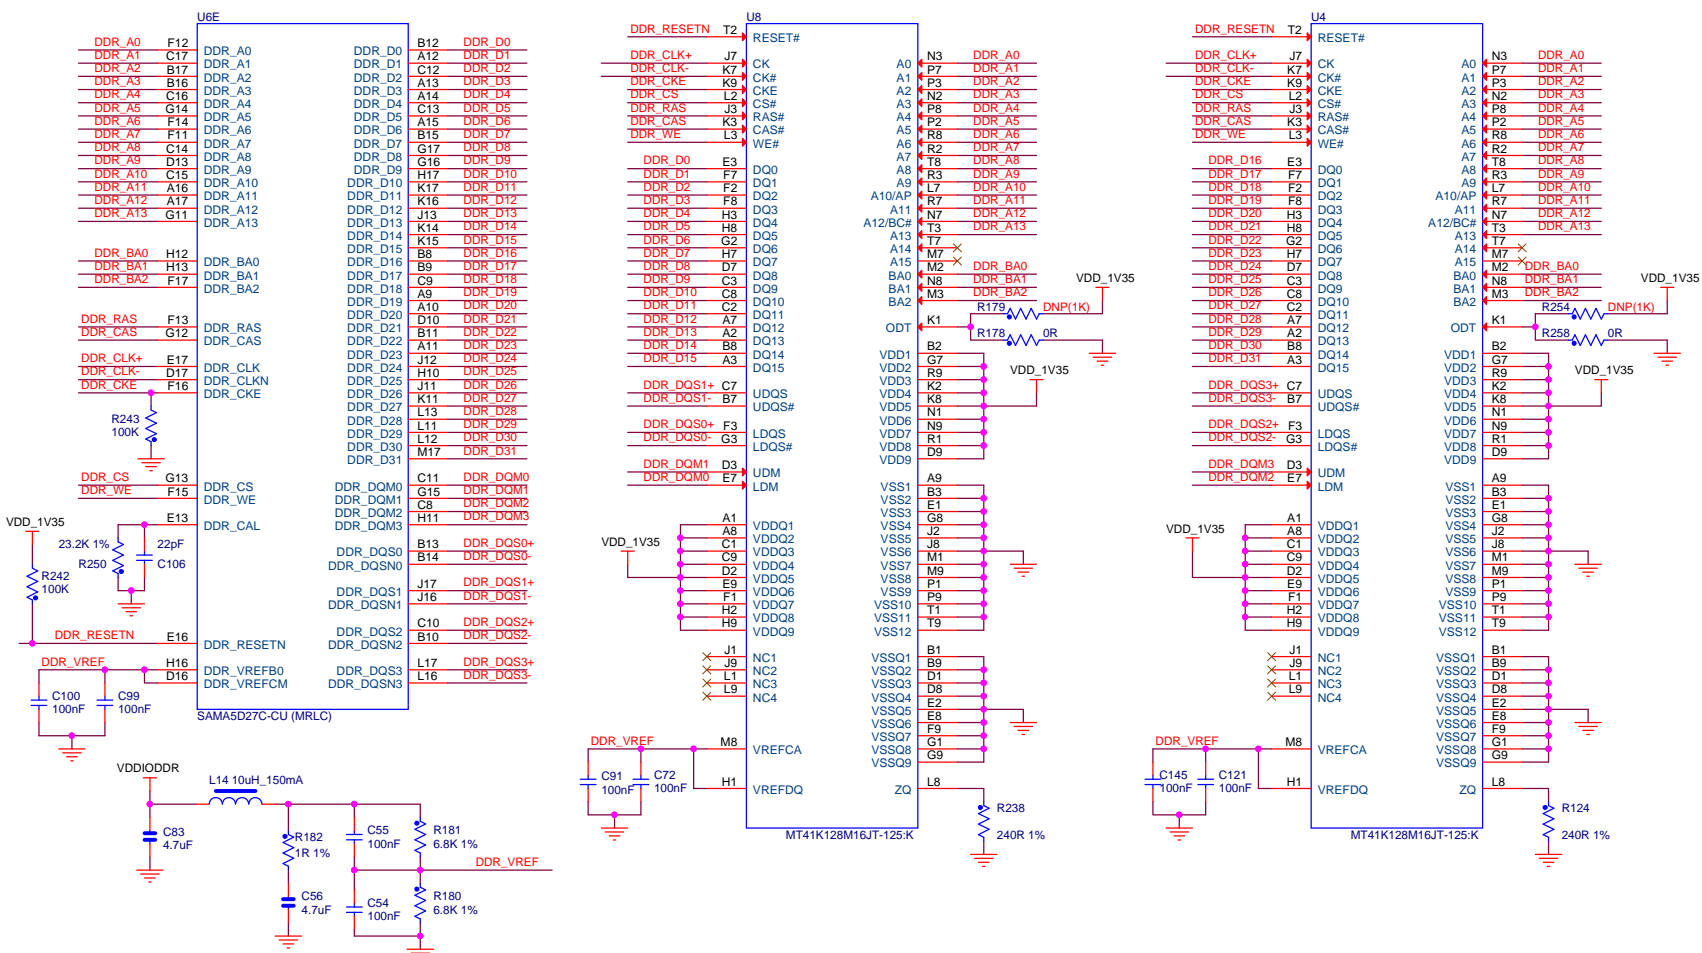 U6E
DDR_A0 F12 DDR_A0 DDR_D0 B12 DDR_D0
DDR_A1 C17 DDR_A1 DDR_D1 A12 DDR_D1
DDR_A2 B17 DDR_A2 DDR_D2 C12 DDR_D2
DDR_A3 B16 DDR_A3 DDR_D3 A13 DDR_D3
DDR_A4 C16 DDR_A4 DDR_D4 A14 DDR_D4
DDR_A5 G14 DDR_A5 DDR_D5 C13 DDR_D5
DDR_A6 F14 DDR_A6 DDR_D6 A15 DDR_D6
DDR_A7 F11 DDR_A7 DDR_D7 B15 DDR_D7
DDR_A8 C14 DDR_A8 DDR_D8 G17 DDR_D8
DDR_A9 D13 DDR_A9 DDR_D9 G16 DDR_D9
DDR_A10 C15 DDR_A10 DDR_D10 H17 DDR_D10
DDR_A11 A16 DDR_A11 DDR_D11 K17 DDR_D11
DDR_A12 A17 DDR_A12 DDR_D12 K16 DDR_D12
DDR_A13 G11 DDR_A13 DDR_D13 J13 DDR_D13
DDR_D14 K14 DDR_D14
DDR_D15 K15 DDR_D15
DDR_BA0 H12 DDR_BA0 DDR_D16 B8 DDR_D16
DDR_BA1 H13 DDR_BA1 DDR_D17 B9 DDR_D17
DDR_BA2 F17 DDR_BA2 DDR_D18 C9 DDR_D18
DDR_D19 A9 DDR_D19
DDR_D20 A10 DDR_D20
DDR_RAS F13 DDR_RAS DDR_D21 D10 DDR_D21
DDR_CAS G12 DDR_CAS DDR_D22 B11 DDR_D22
DDR_D23 A11 DDR_D23
DDR_CLK+ E17 DDR_CLK DDR_D24 J12 DDR_D24
DDR_CLK- D17 DDR_CLKN DDR_D25 H10 DDR_D25
DDR_CKE F16 DDR_CKE DDR_D26 J11 DDR_D26
DDR_D27 K11 DDR_D27
R243 DDR_D28 L13 DDR_D28
100K DDR_D29 L11 DDR_D29
DDR_D30 L12 DDR_D30
DDR_D31 M17 DDR_D31
DDR_CS G13 DDR_CS DDR_DQM0 C11 DDR_DQM0
DDR_WE F15 DDR_WE DDR_DQM1 G15 DDR_DQM1
DDR_DQM2 C8 DDR_DQM2
VDD_1V35 E13 DDR_CAL DDR_DQM3 H11 DDR_DQM3
23.2K 1% 22pF DDR_DQS0 B13 DDR_DQS0+
R250 C106 DDR_DQSN0 B14 DDR_DQS0-
R242
100K DDR_DQS1 J17 DDR_DQS1+
DDR_DQSN1 J16 DDR_DQS1-
DDR_DQS2 C10 DDR_DQS2+
DDR_RESETN E16 DDR_RESETN DDR_DQSN2 B10 DDR_DQS2-
DDR_VREF H16 DDR_VREFB0 DDR_DQS3 L17 DDR_DQS3+
D16 DDR_VREFCM DDR_DQSN3 L16 DDR_DQS3-
C100 C99
100nF 100nF
SAMA5D27C-CU (MRLC)
VDDIODDR
L14 10uH_150mA
C83
4.7uF
R182
1R 1%
C56
4.7uF
C55
100nF
R181
6.8K 1%
DDR_VREF
C54
100nF
R180
6.8K 1%
U8
DDR_RESETN T2 RESET#
DDR_CLK+ J7 CK A0 N3 DDR_A0
DDR_CLK- K7 CK# A1 P7 DDR_A1
DDR_CKE K9 CKE A2 P3 DDR_A2
DDR_CS L2 CS# A3 N2 DDR_A3
DDR_RAS J3 RAS# A4 P8 DDR_A4
DDR_CAS K3 CAS# A5 P2 DDR_A5
DDR_WE L3 WE# A6 R8 DDR_A6
A7 R2 DDR_A7
DDR_D0 E3 DQ0 A8 T8 DDR_A8
DDR_D1 F7 DQ1 A9 R3 DDR_A9
DDR_D2 F2 DQ2 A10/AP L7 DDR_A10
DDR_D3 F8 DQ3 A11 R7 DDR_A11
DDR_D4 H3 DQ4 A12/BC# N7 DDR_A12
DDR_D5 H8 DQ5 A13 T3 DDR_A13
DDR_D6 G2 DQ6 A14 T7
DDR_D7 H7 DQ7 A15 M7
DDR_D8 D7 DQ8 BA0 M2 DDR_BA0
DDR_D9 C3 DQ9 BA1 N8 DDR_BA1
DDR_D10 C8 DQ10 BA2 M3 DDR_BA2
VDD_1V35
DDR_D11 C2 DQ11 R179 DNP(1K)
DDR_D12 A7 DQ12 ODT K1
DDR_D13 A2 DQ13 R178 0R
DDR_D14 B8 DQ14 VDD1 B2
DDR_D15 A3 DQ15 VDD2 G7
VDD3 R9 VDD_1V35
DDR_DQS1+ C7 UDQS VDD4 K2
DDR_DQS1- B7 UDQS# VDD5 K8
VDD6 N1
DDR_DQS0+ F3 LDQS VDD7 N9
DDR_DQS0- G3 LDQS# VDD8 R1
VDD9 D9
DDR_DQM1 D3 UDM
DDR_DQM0 E7 LDM VSS1 A9
VSS2 B3
VSS3 E1
A1 VDDQ1 VSS4 G8
A8 VDDQ2 VSS5 J2
VDD_1V35 C1 VDDQ3 VSS6 J8
C9 VDDQ4 VSS7 M1
D2 VDDQ5 VSS8 M9
E9 VDDQ6 VSS9 P1
F1 VDDQ7 VSS10 P9
H2 VDDQ8 VSS11 T1
H9 VDDQ9 VSS12 T9
J1 NC1 VSSQ1 B1
J9 NC2 VSSQ2 B9
L1 NC3 VSSQ3 D1
L9 NC4 VSSQ4 D8
VSSQ5 E2
VSSQ6 E8
VSSQ7 F9
DDR_VREF M8 VREFCA VSSQ8 G1
VSSQ9 G9
C91 C72
100nF 100nF
H1 VREFDQ ZQ L8
R238
240R 1%
MT41K128M16JT-125:K
U4
DDR_RESETN T2 RESET#
DDR_CLK+ J7 CK A0 N3 DDR_A0
DDR_CLK- K7 CK# A1 P7 DDR_A1
DDR_CKE K9 CKE A2 P3 DDR_A2
DDR_CS L2 CS# A3 N2 DDR_A3
DDR_RAS J3 RAS# A4 P8 DDR_A4
DDR_CAS K3 CAS# A5 P2 DDR_A5
DDR_WE L3 WE# A6 R8 DDR_A6
A7 R2 DDR_A7
DDR_D16 E3 DQ0 A8 T8 DDR_A8
DDR_D17 F7 DQ1 A9 R3 DDR_A9
DDR_D18 F2 DQ2 A10/AP L7 DDR_A10
DDR_D19 F8 DQ3 A11 R7 DDR_A11
DDR_D20 H3 DQ4 A12/BC# N7 DDR_A12
DDR_D21 H8 DQ5 A13 T3 DDR_A13
DDR_D22 G2 DQ6 A14 T7
DDR_D23 H7 DQ7 A15 M7
DDR_D24 D7 DQ8 BA0 M2 DDR_BA0
DDR_D25 C3 DQ9 BA1 N8 DDR_BA1
DDR_D26 C8 DQ10 BA2 M3 DDR_BA2
VDD_1V35
DDR_D27 C2 DQ11 R254 DNP(1K)
DDR_D28 A7 DQ12 ODT K1
DDR_D29 A2 DQ13 R258 0R
DDR_D30 B8 DQ14 VDD1 B2
DDR_D31 A3 DQ15 VDD2 G7
VDD3 R9 VDD_1V35
DDR_DQS3+ C7 UDQS VDD4 K2
DDR_DQS3- B7 UDQS# VDD5 K8
VDD6 N1
DDR_DQS2+ F3 LDQS VDD7 N9
DDR_DQS2- G3 LDQS# VDD8 R1
VDD9 D9
DDR_DQM3 D3 UDM
DDR_DQM2 E7 LDM VSS1 A9
VSS2 B3
VSS3 E1
A1 VDDQ1 VSS4 G8
A8 VDDQ2 VSS5 J2
VDD_1V35 C1 VDDQ3 VSS6 J8
C9 VDDQ4 VSS7 M1
D2 VDDQ5 VSS8 M9
E9 VDDQ6 VSS9 P1
F1 VDDQ7 VSS10 P9
H2 VDDQ8 VSS11 T1
H9 VDDQ9 VSS12 T9
J1 NC1 VSSQ1 B1
J9 NC2 VSSQ2 B9
L1 NC3 VSSQ3 D1
L9 NC4 VSSQ4 D8
VSSQ5 E2
VSSQ6 E8
VSSQ7 F9
DDR_VREF M8 VREFCA VSSQ8 G1
VSSQ9 G9
C145 C121
100nF 100nF
H1 VREFDQ ZQ L8
R124
240R 1%
MT41K128M16JT-125:K